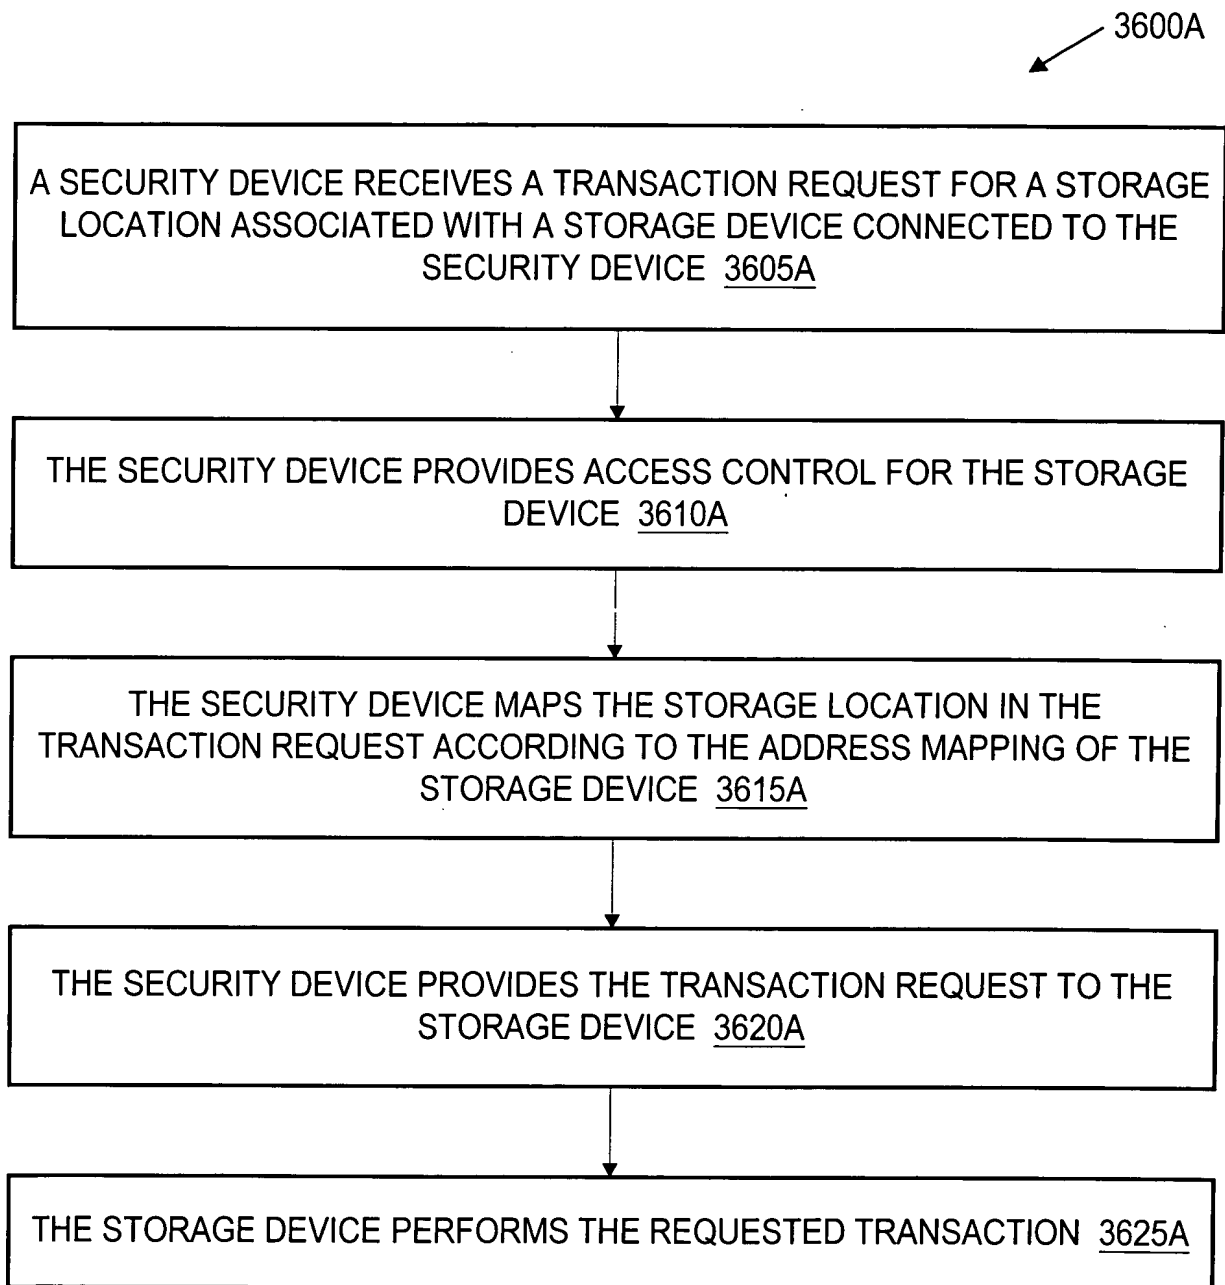 3600A
A SECURITY DEVICE RECEIVES A TRANSACTION REQUEST FOR A STORAGE
LOCATION ASSOCIATED WITH A STORAGE DEVICE CONNECTED TO THE
SECURITY DEVICE 3605A
THE SECURITY DEVICE PROVIDES ACCESS CONTROL FOR THE STORAGE
DEVICE 3610A
THE SECURITY DEVICE MAPS THE STORAGE LOCATION IN THE
TRANSACTION REQUEST ACCORDING TO THE ADDRESS MAPPING OF THE
STORAGE DEVICE 3615A
THE SECURITY DEVICE PROVIDES THE TRANSACTION REQUEST TO THE
STORAGE DEVICE 3620A
THE STORAGE DEVICE PERFORMS THE REQUESTED TRANSACTION 3625A